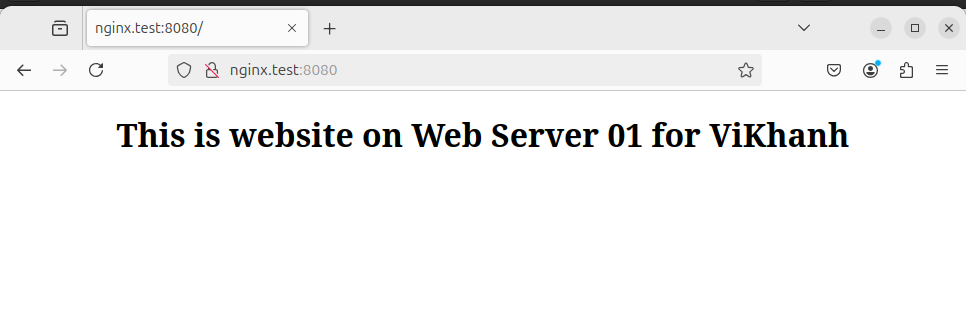 nginx.test:8080/
nginx.test:8080
This is website on Web Server 01 for ViKhanh